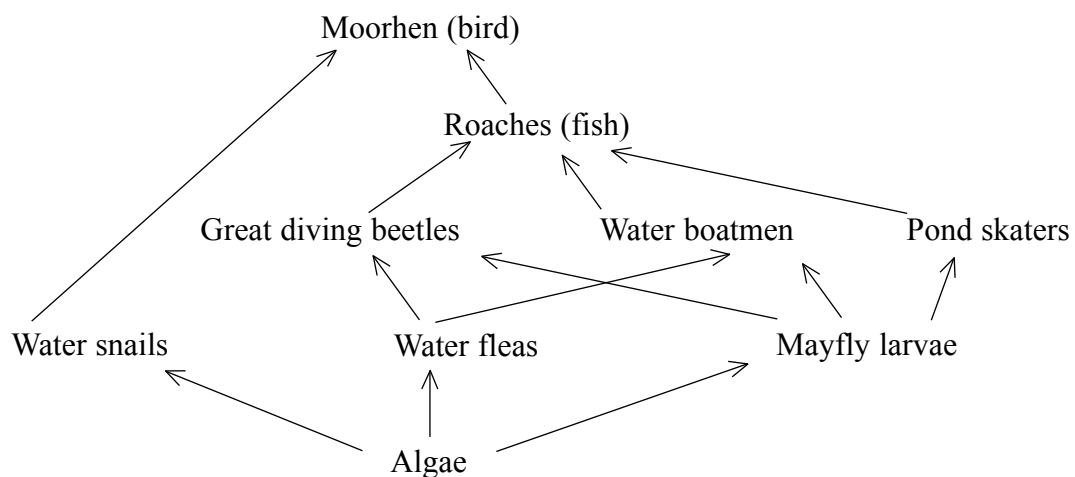 Moorhen (bird)
Roaches (fish)
Great diving beetles
Water boatmen
Pond skaters
Water snails
Water fleas
Mayfly larvae
Algae